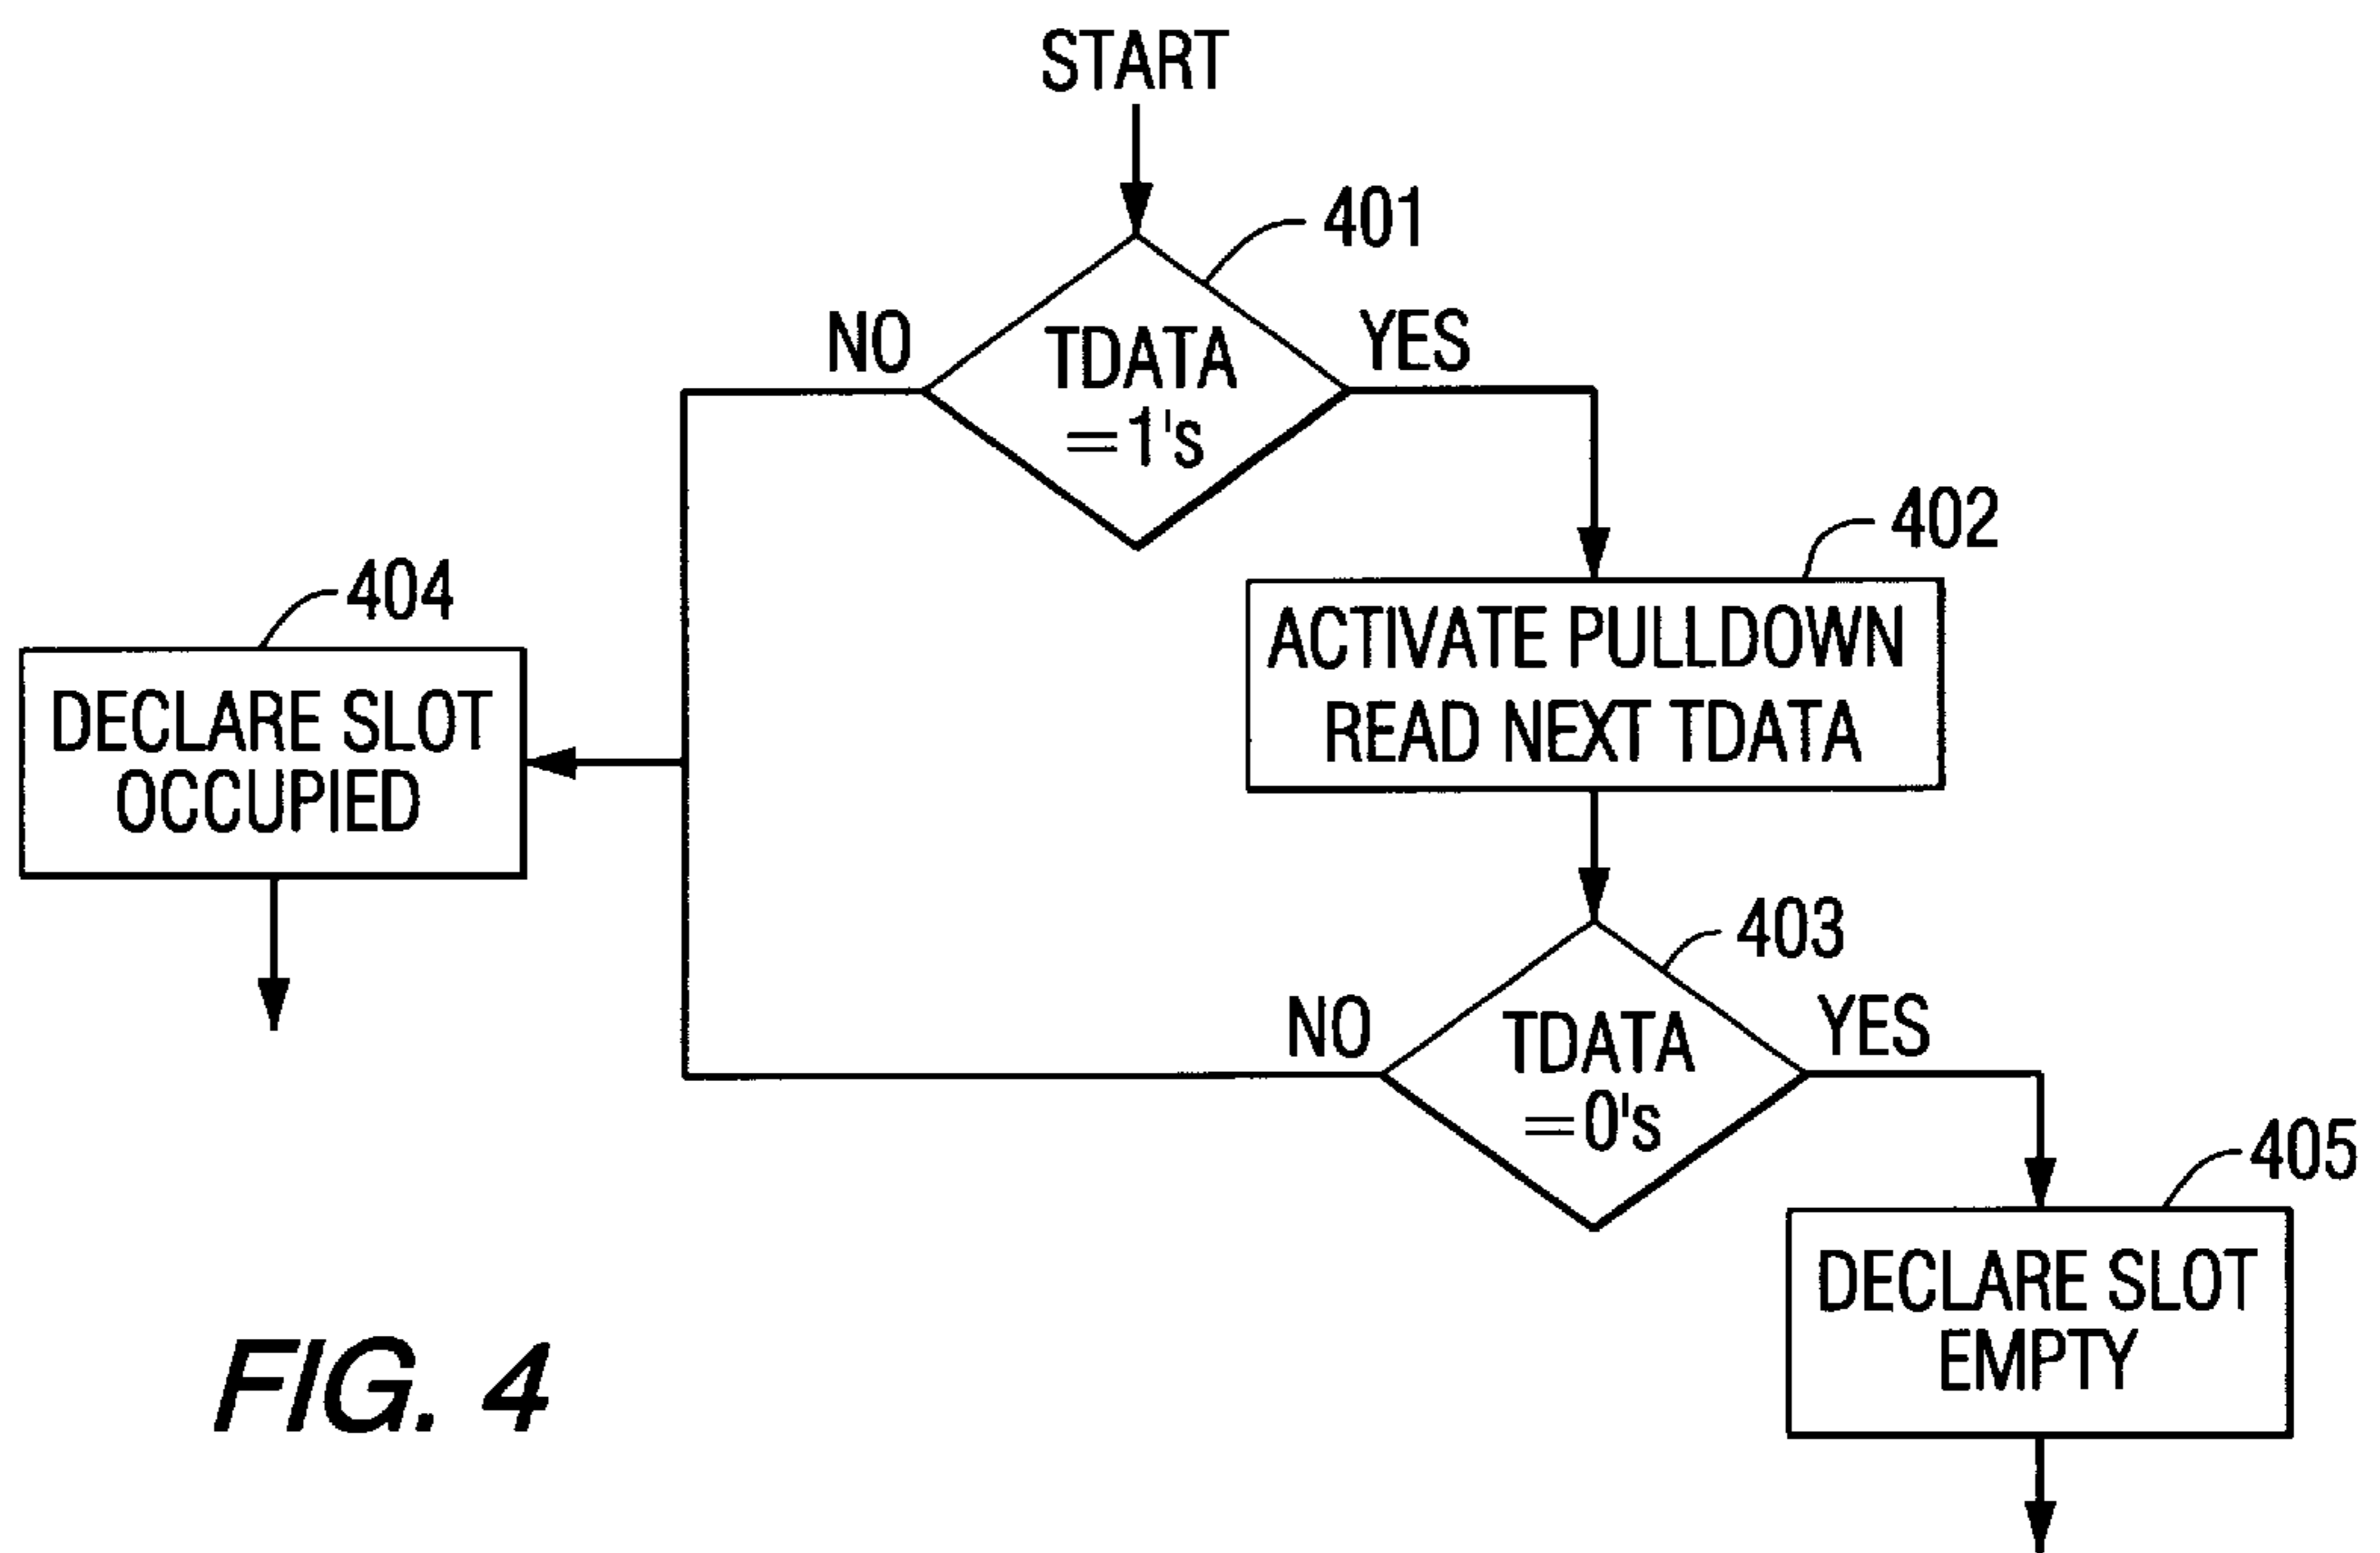 START
401
NO
YES
TDATA
=1's
402
ACTIVATE PULLDOWN
READ NEXT TDATA
404
DECLARE SLOT
OCCUPIED
403
NO
YES
TDATA
=0's
405
DECLARE SLOT
EMPTY
FIG. 4